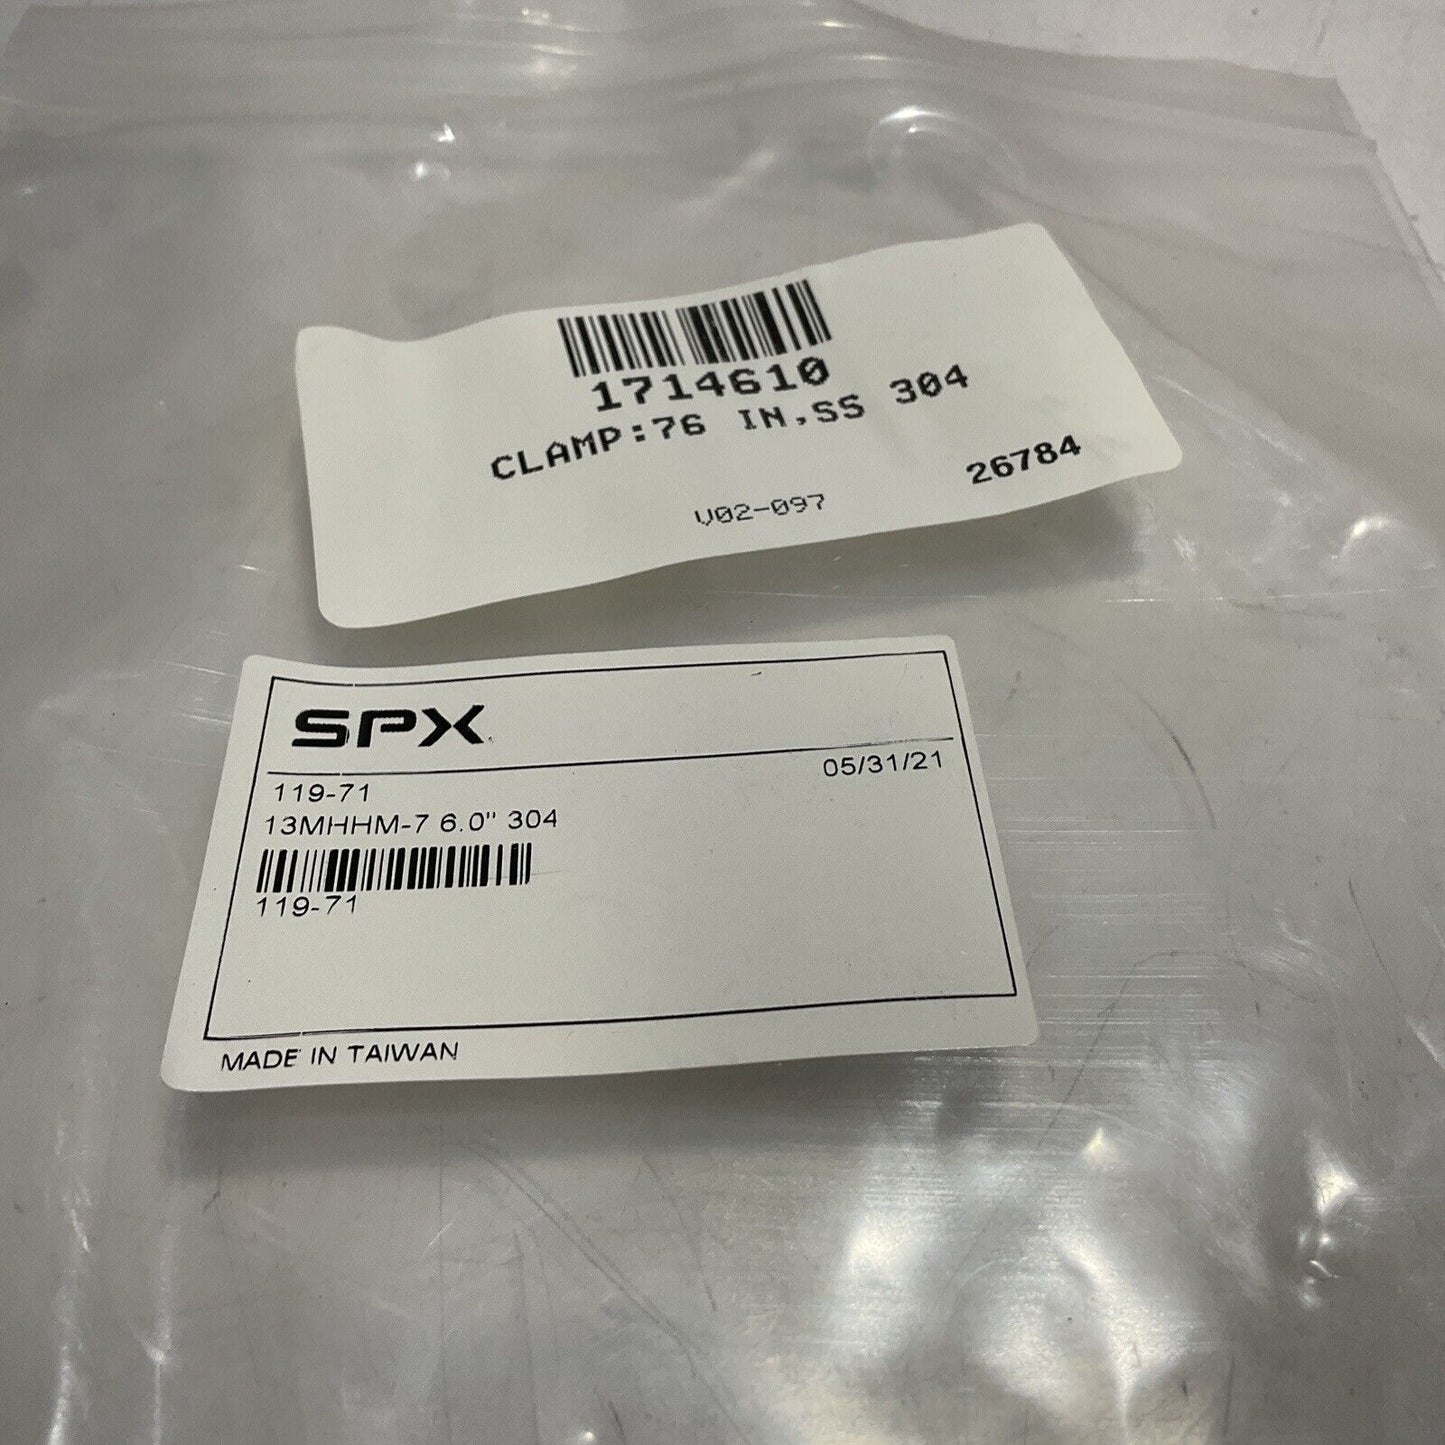 1714610
CLAMP:76 IN,SS 304
26784
V02-097
SPX
05/31/21
119-71
13MHHM-7 6.0" 304
119-71
MADE IN TAIWAN